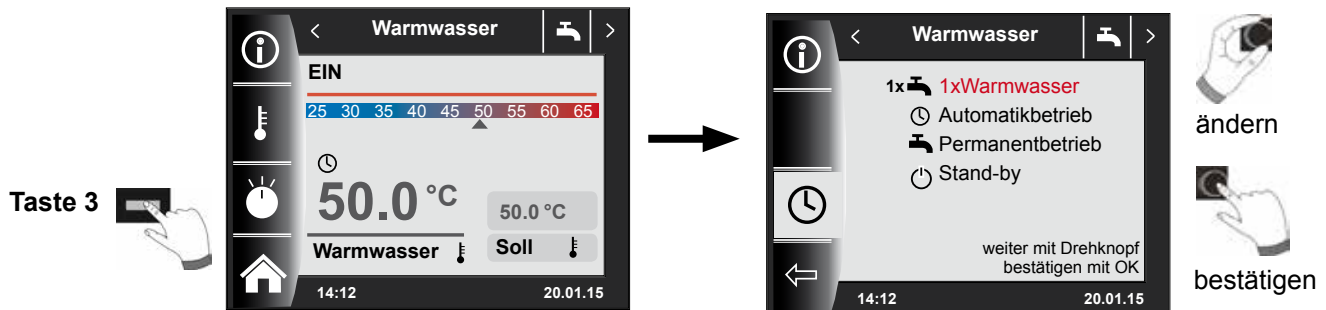 Taste 3
Warmwasser
EIN
25 30 35 40 45 50 55 60 65
50.0 °C
50.0 °C
Warmwasser
Soll
14:12 20.01.15
Warmwasser
1x 1xWarmwasser
Automatikbetrieb
Permanentbetrieb
Stand-by
weiter mit Drehknopf
bestätigen mit OK
14:12 20.01.15
ändern
bestätigen